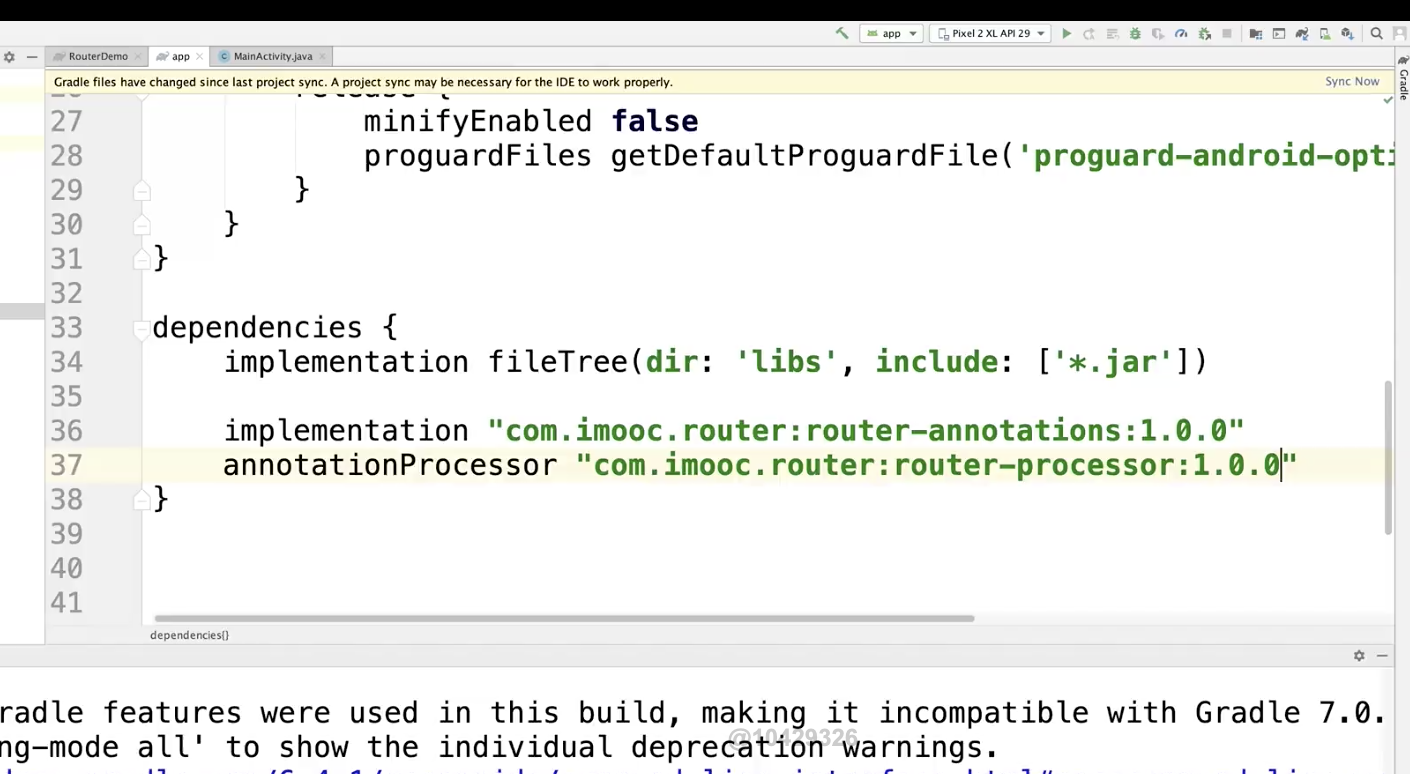 app
Pixel 2 XL API 29
RouterDemo
app
MainActivity.java
Gradle files have changed since last project sync. A project sync may be necessary for the IDE to work properly.
Sync Now
Gradle
release {
27 minifyEnabled false
28 proguardFiles getDefaultProguardFile('proguard-android-opti
29 }
30 }
31 }
32
33 dependencies {
34 implementation fileTree(dir: 'libs', include: ['*.jar'])
35
36 implementation "com.imooc.router:router-annotations:1.0.0"
37 annotationProcessor "com.imooc.router:router-processor:1.0.0"
38 }
39
40
41
dependencies{}
radle features were used in this build, making it incompatible with Gradle 7.0.
ng-mode all' to show the individual deprecation warnings.
@10429326